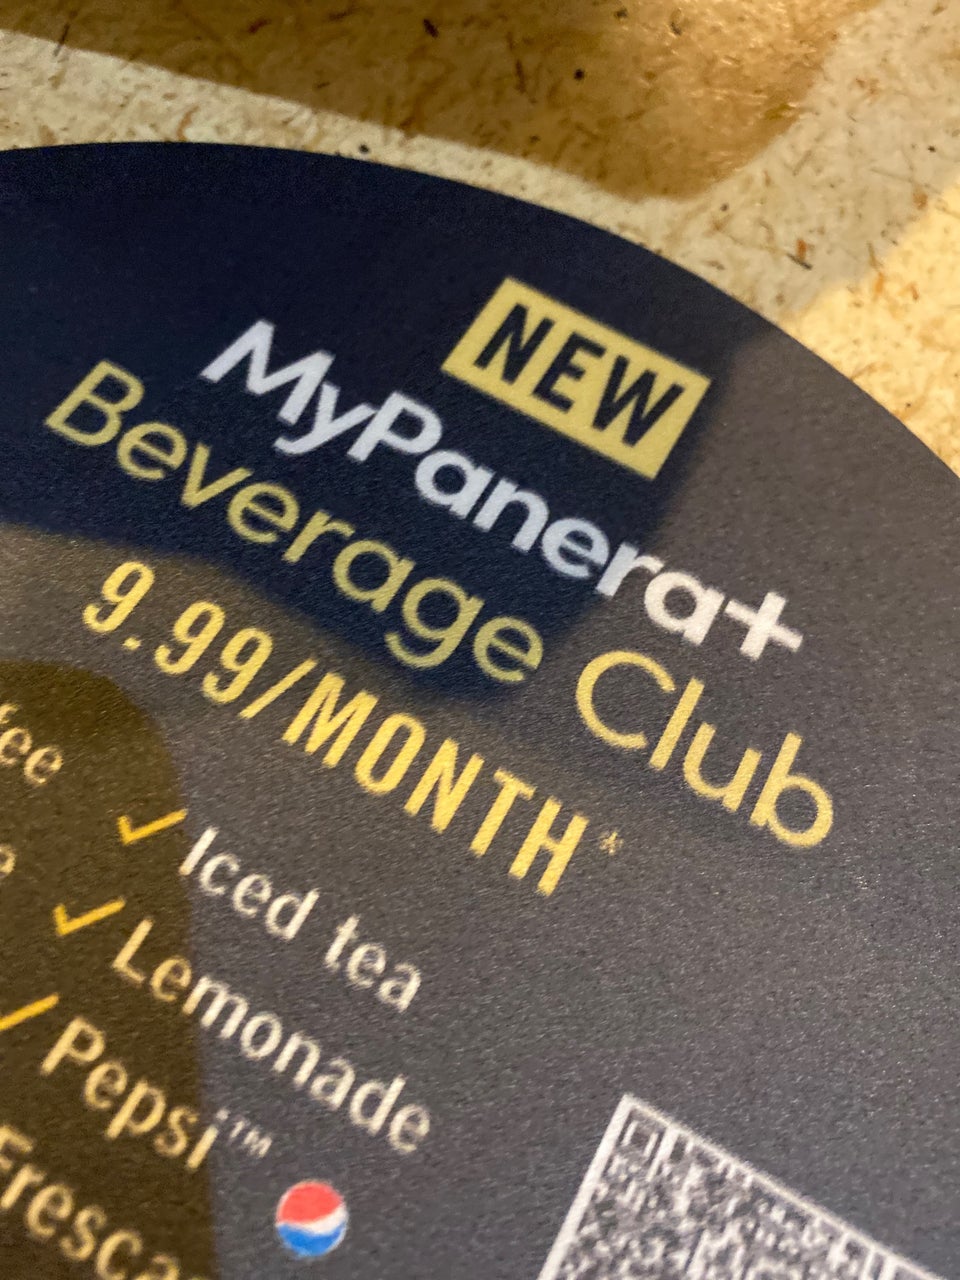 NEW
MyPanera+
Beverage Club
9.99/MONTH*
✓ Iced tea
✓ Lemonade
✓ Pepsi™